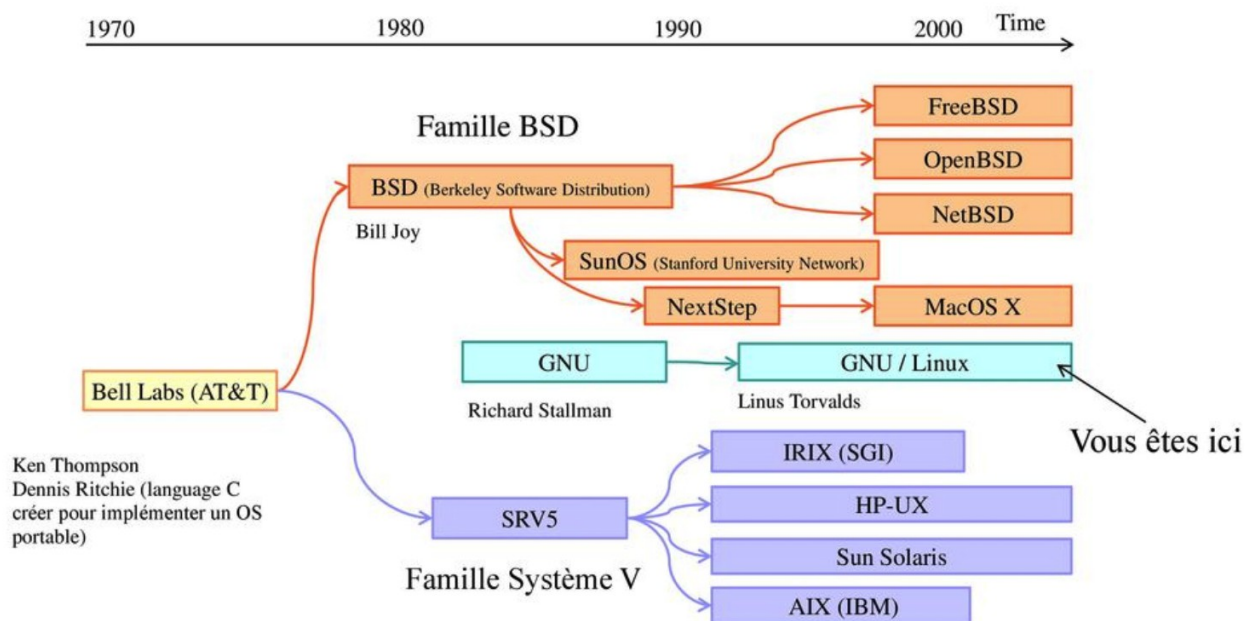 1970 1980 1990 2000 Time
Famille BSD
FreeBSD
OpenBSD
BSD (Berkeley Software Distribution)
NetBSD
Bill Joy
SunOS (Stanford University Network)
NextStep
MacOS X
GNU
GNU / Linux
Bell Labs (AT&T)
Richard Stallman
Linus Torvalds
Vous êtes ici
IRIX (SGI)
Ken Thompson
Dennis Ritchie (language C
créer pour implémenter un OS
portable)
HP-UX
SRV5
Sun Solaris
Famille Système V
AIX (IBM)